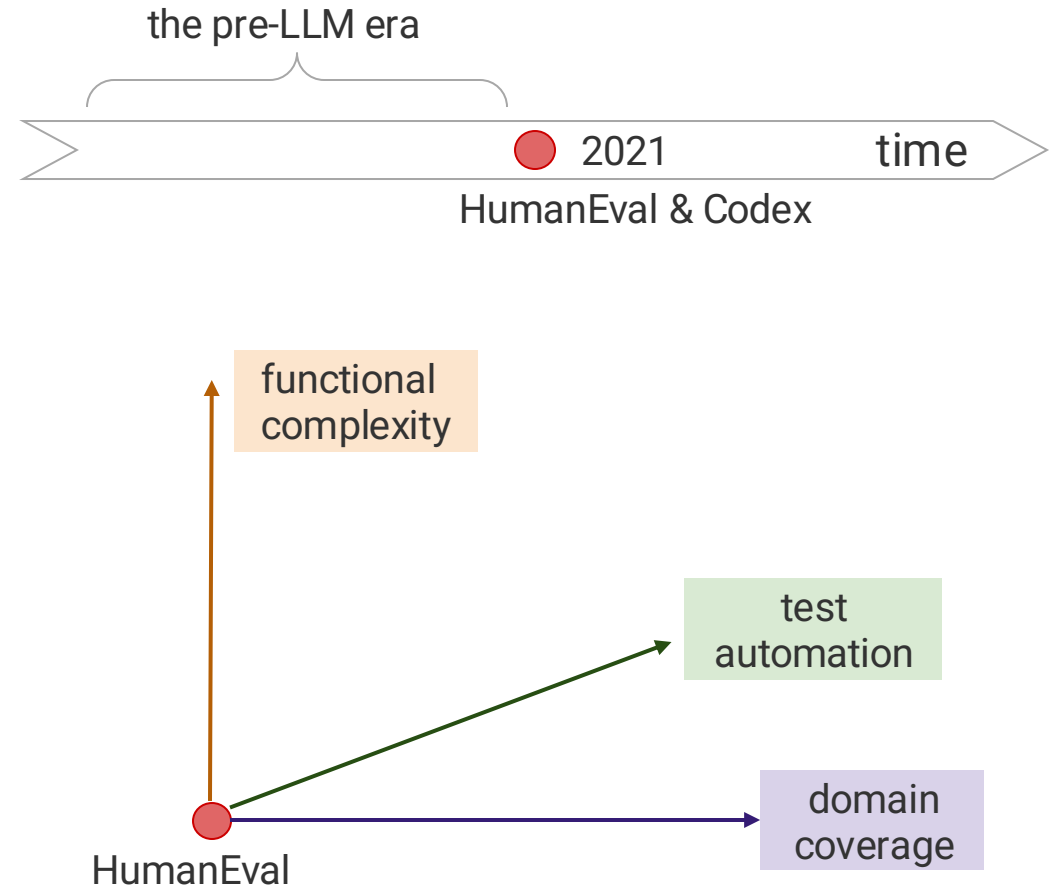 the pre-LLM era
2021
time
HumanEval & Codex
functional
complexity
test
automation
domain
coverage
HumanEval